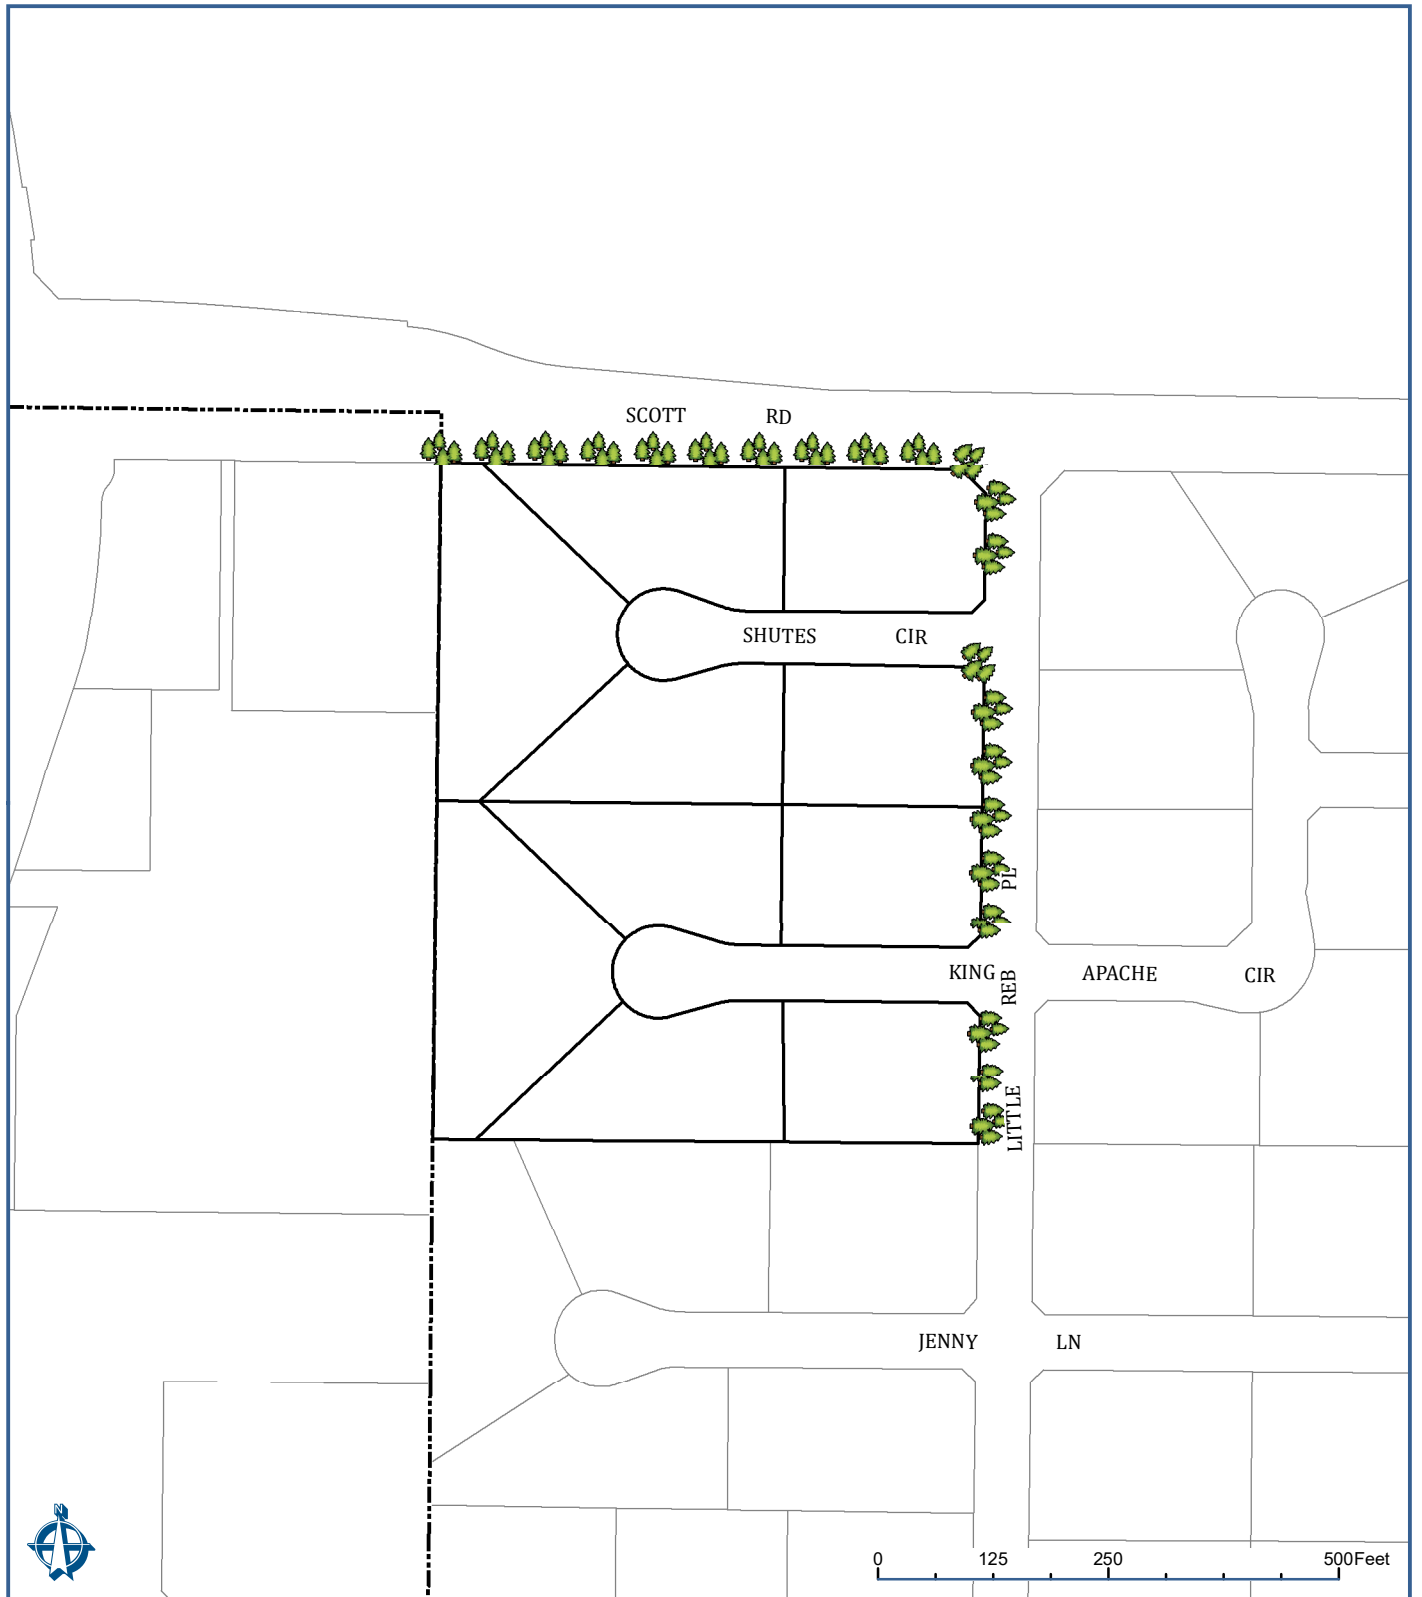 SCOTT RD
SHUTES CIR
PL
KING
REB
APACHE CIR
LITTLE
JENNY LN
N
0 125 250 500Feet